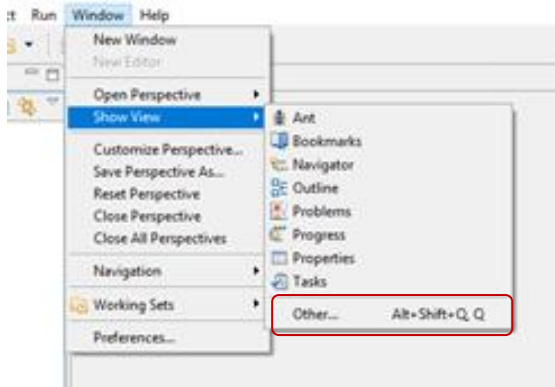 Run Window Help
New Window
New Editor
Open Perspective
Show View
Customize Perspective...
Save Perspective As...
Reset Perspective
Close Perspective
Close All Perspectives
Navigation
Working Sets
Preferences...
Ant
Bookmarks
Navigator
Outline
Problems
Progress
Properties
Tasks
Other... Alt+Shift+Q, Q